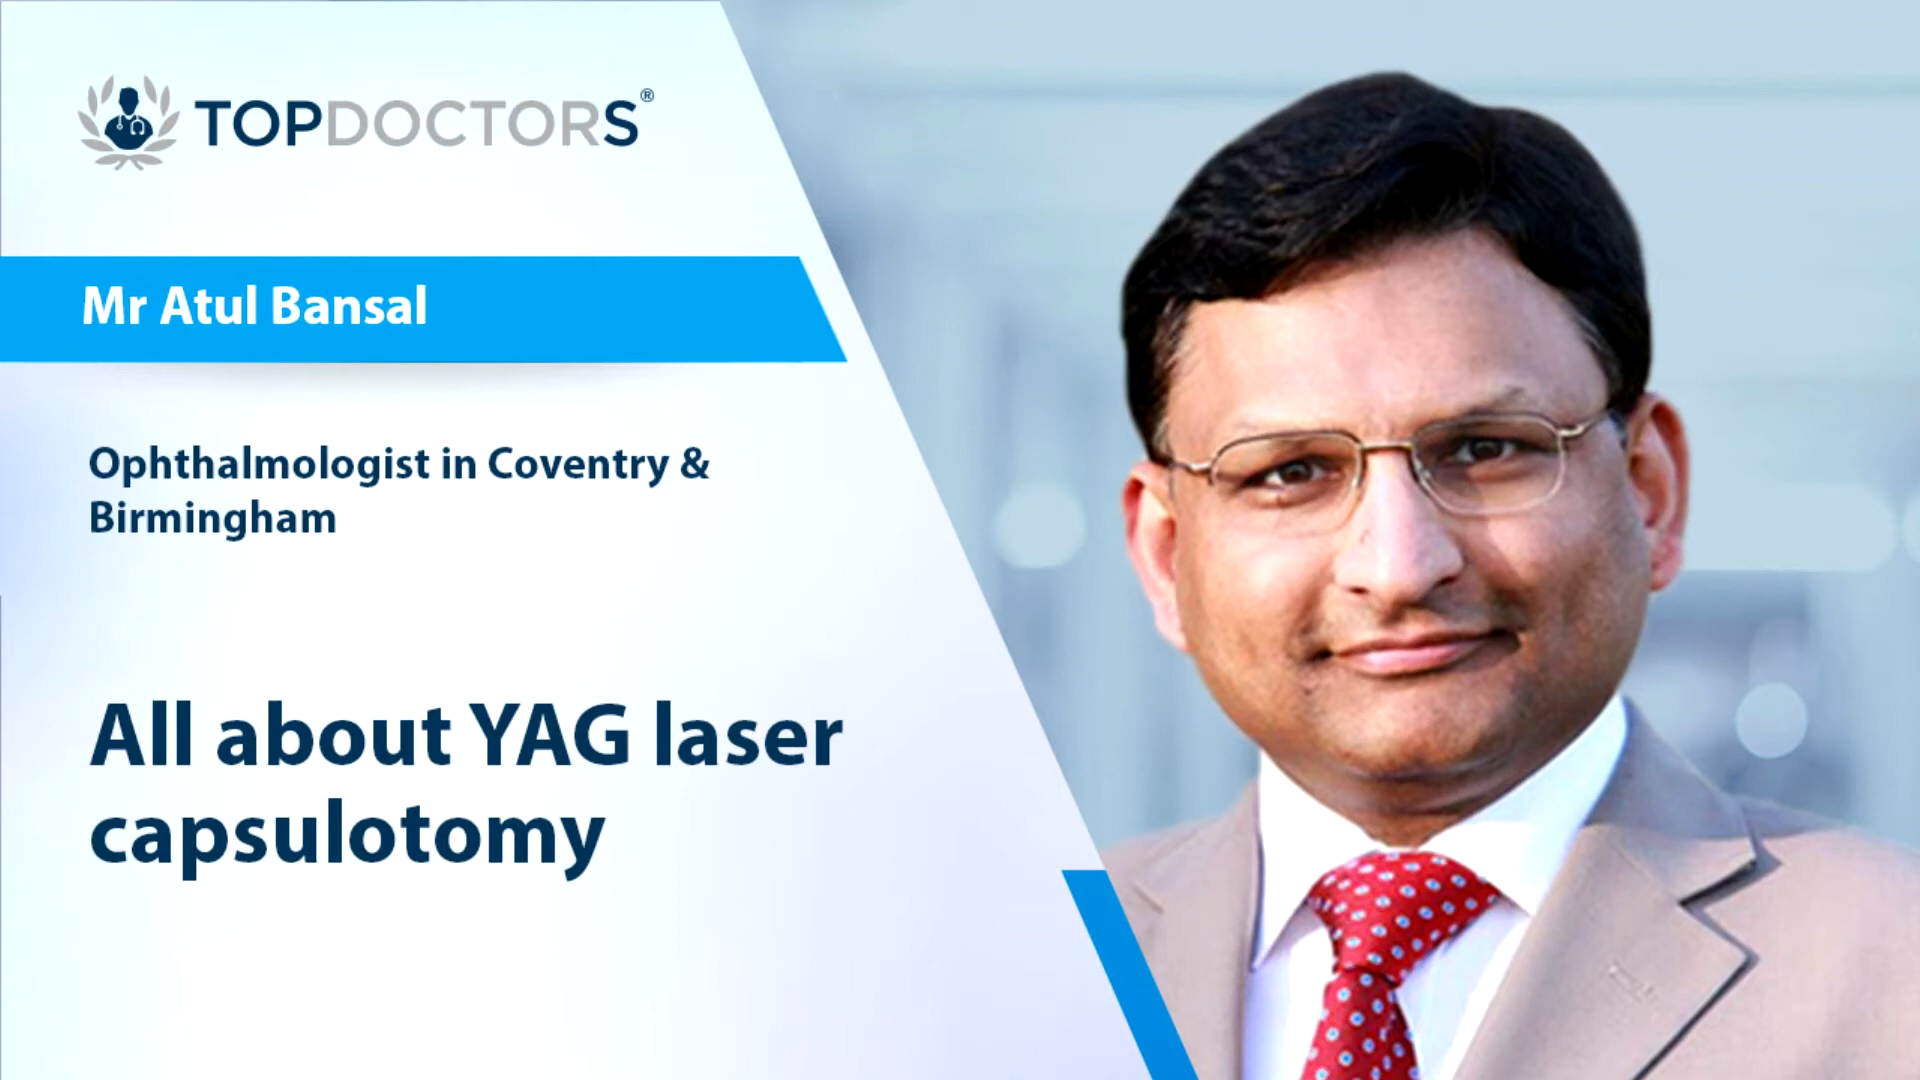 TOPDOCTORS®
Mr Atul Bansal
Ophthalmologist in Coventry &
Birmingham
All about YAG laser
capsulotomy